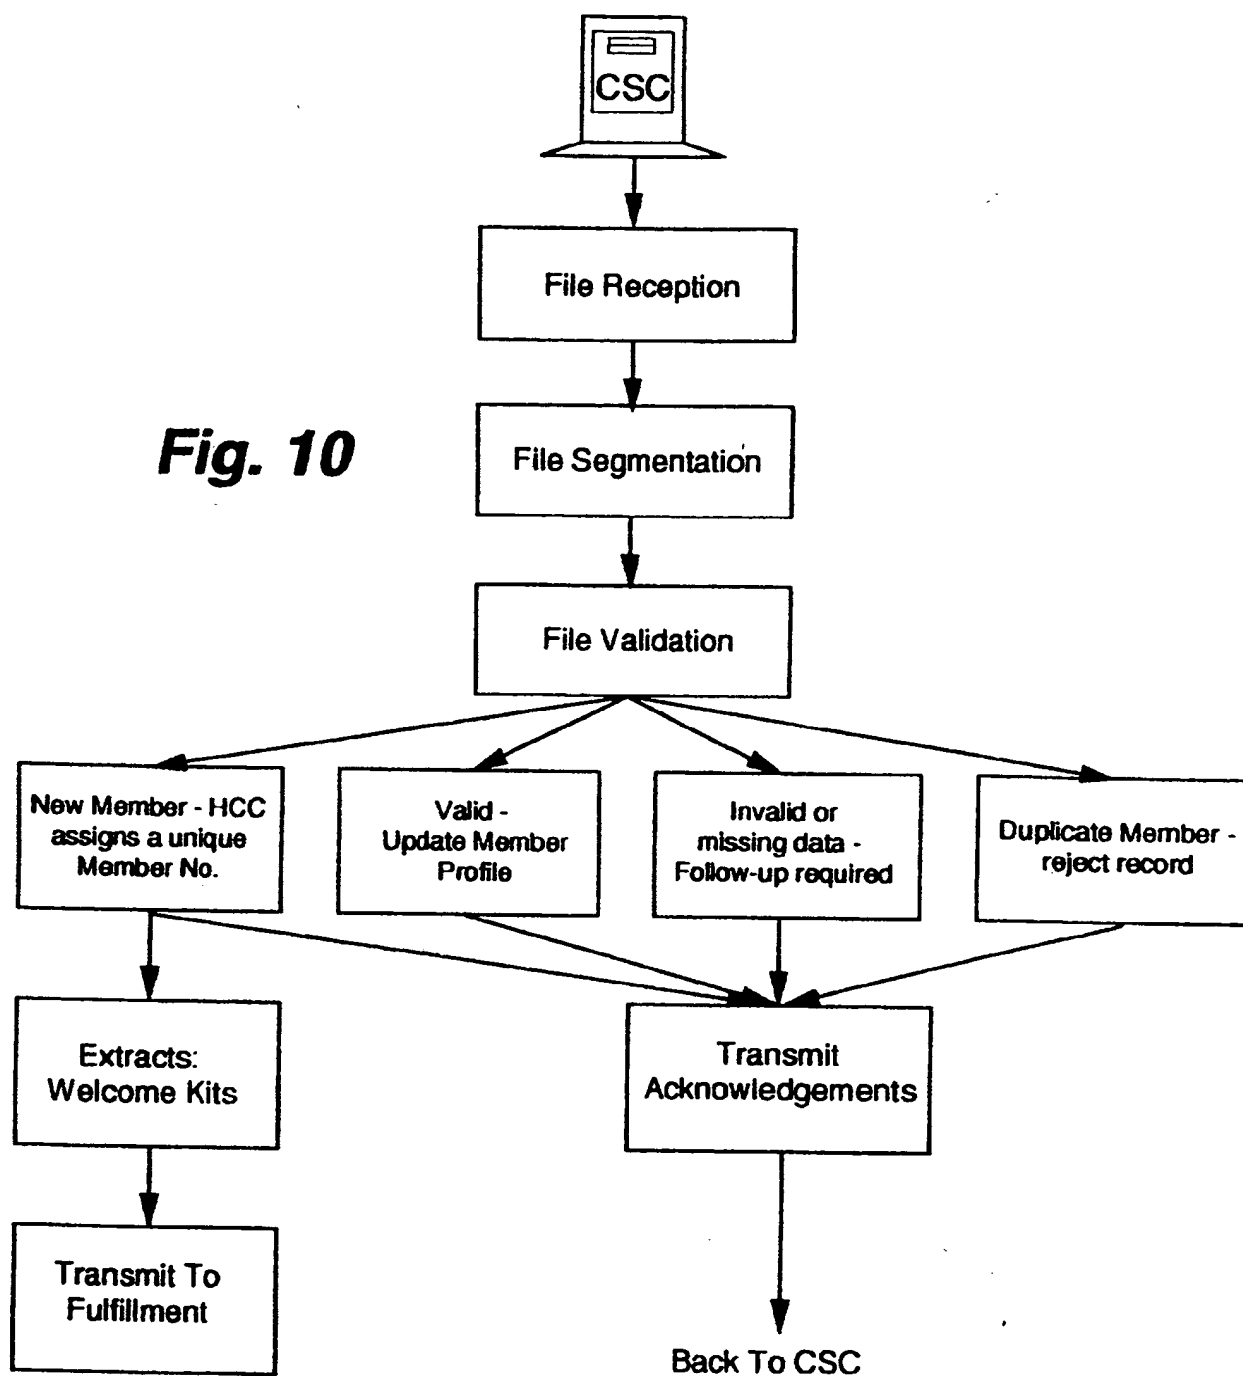 CSC
File Reception
Fig. 10
File Segmentation
File Validation
New Member - HCC
assigns a unique
Member No.
Valid -
Update Member
Profile
Invalid or
missing data -
Follow-up required
Duplicate Member -
reject record
Extracts:
Welcome Kits
Transmit
Acknowledgements
Transmit To
Fulfillment
Back To CSC